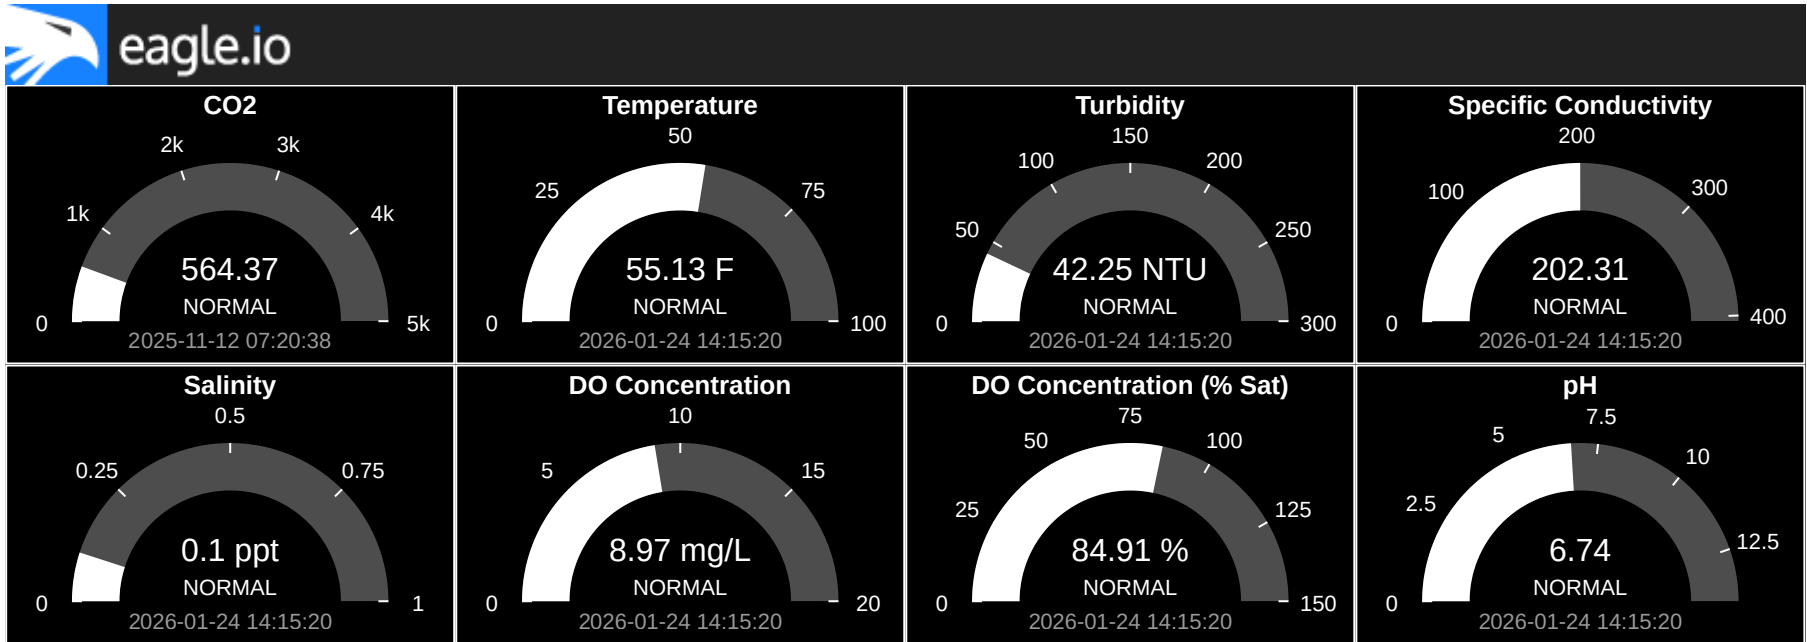 eagle.io
CO2
2k 3k
1k 4k
0 5k
564.37
NORMAL
2025-11-12 07:20:38
Temperature
50
25 75
0 100
55.13 F
NORMAL
2026-01-24 14:15:20
Turbidity
150
100 200
50 250
0 300
42.25 NTU
NORMAL
2026-01-24 14:15:20
Specific Conductivity
200
100 300
0 400
202.31
NORMAL
2026-01-24 14:15:20
Salinity
0.5
0.25 0.75
0 1
0.1 ppt
NORMAL
2026-01-24 14:15:20
DO Concentration
10
5 15
0 20
8.97 mg/L
NORMAL
2026-01-24 14:15:20
DO Concentration (% Sat)
75
50 100
25 125
0 150
84.91 %
NORMAL
2026-01-24 14:15:20
pH
7.5
5 10
2.5 12.5
0
6.74
NORMAL
2026-01-24 14:15:20